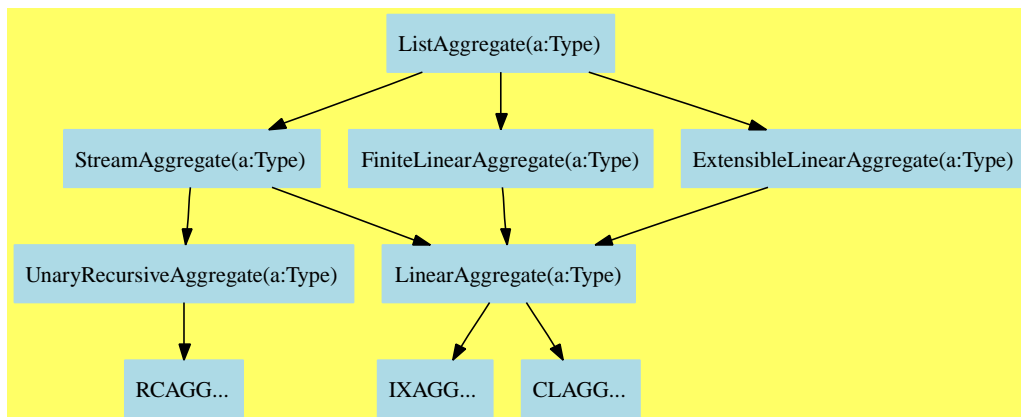 ListAggregate(a:Type)
StreamAggregate(a:Type)
FiniteLinearAggregate(a:Type)
ExtensibleLinearAggregate(a:Type)
UnaryRecursiveAggregate(a:Type)
LinearAggregate(a:Type)
RCAGG...
IXAGG...
CLAGG...